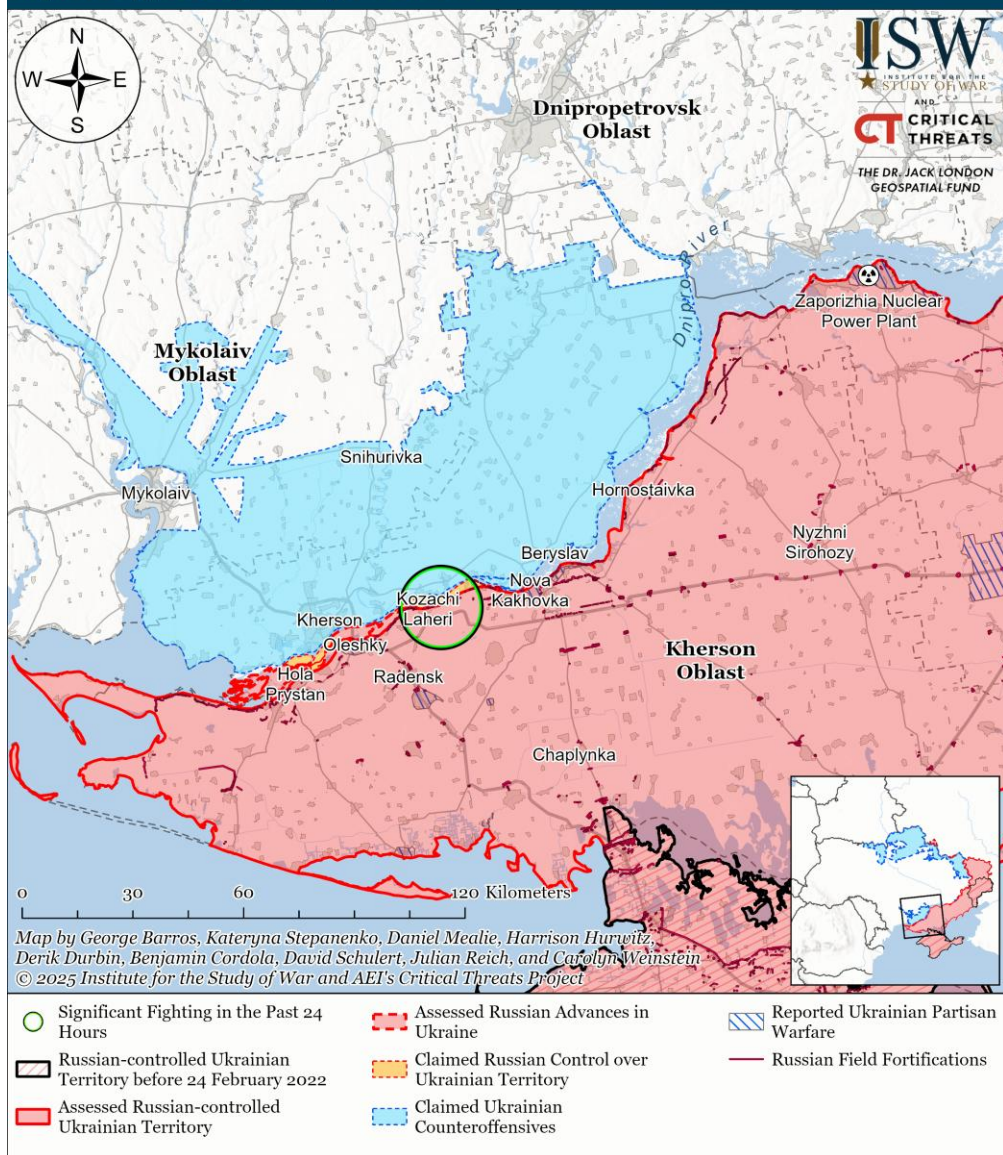 N
W
E
S
ISW
INSTITUTE FOR THE
STUDY OF WAR
AND
CT CRITICAL
THREATS
THE DR. JACK LONDON
GEOSPATIAL FUND
Dnipropetrovsk
Oblast
Dnipro River
Zaporizhia Nuclear
Power Plant
Mykolaiv
Oblast
Snihurivka
Mykolaiv
Hornostaivka
Nyzhni
Sirohozy
Beryslav
Nova
Kakhovka
Kozachi
Laheri
Kherson
Oleshky
Kherson
Oblast
Hola
Prystan
Radensk
Chaplynka
0 30 60 120 Kilometers
Map by George Barros, Kateryna Stepanenko, Daniel Mealie, Harrison Hurwitz,
Derik Durbin, Benjamin Cordola, David Schulert, Julian Reich, and Carolyn Weinstein
© 2025 Institute for the Study of War and AEI's Critical Threats Project
Significant Fighting in the Past 24
Hours
Russian-controlled Ukrainian
Territory before 24 February 2022
Assessed Russian-controlled
Ukrainian Territory
Assessed Russian Advances in
Ukraine
Claimed Russian Control over
Ukrainian Territory
Claimed Ukrainian
Counteroffensives
Reported Ukrainian Partisan
Warfare
Russian Field Fortifications